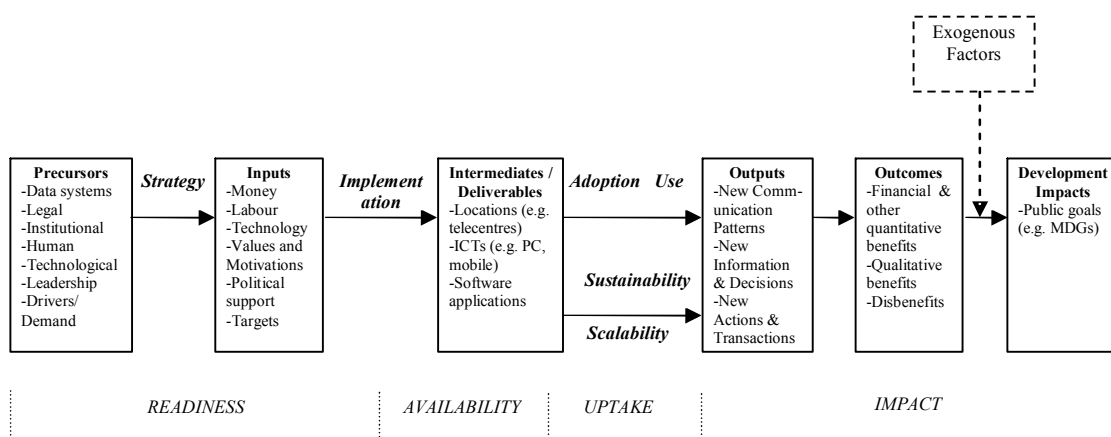 Exogenous
Factors
Precursors
-Data systems
-Legal
-Institutional
-Human
-Technological
-Leadership
-Drivers/
Demand
Strategy
Inputs
-Money
-Labour
-Technology
-Values and
Motivations
-Political
support
-Targets
Implement
ation
Intermediates /
Deliverables
-Locations (e.g.
telecentres)
-ICTs (e.g. PC,
mobile)
-Software
applications
Adoption Use
Sustainability
Scalability
Outputs
-New Comm-
unication
Patterns
-New
Information
& Decisions
-New
Actions &
Transactions
Outcomes
-Financial &
other
quantitative
benefits
-Qualitative
benefits
-Disbenefits
Development
Impacts
-Public goals
(e.g. MDGs)
READINESS
AVAILABILITY
UPTAKE
IMPACT